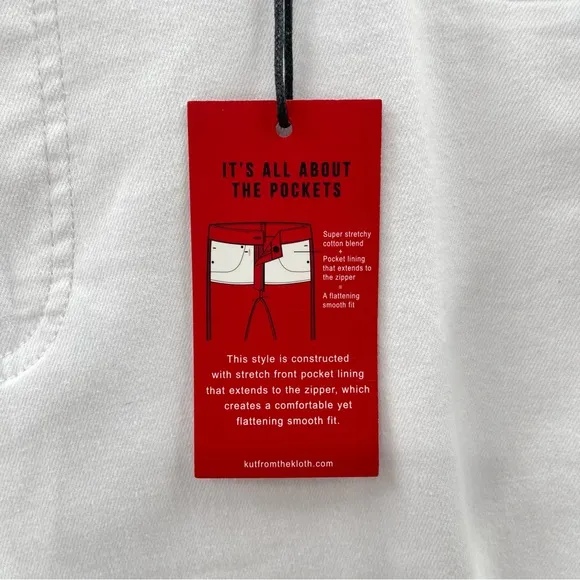 IT'S ALL ABOUT
THE POCKETS
Super stretchy
cotton blend
+
Pocket lining
that extends to
the zipper
=
A flattening
smooth fit
This style is constructed
with stretch front pocket lining
that extends to the zipper, which
creates a comfortable yet
flattening smooth fit.
kutfromthekloth.com